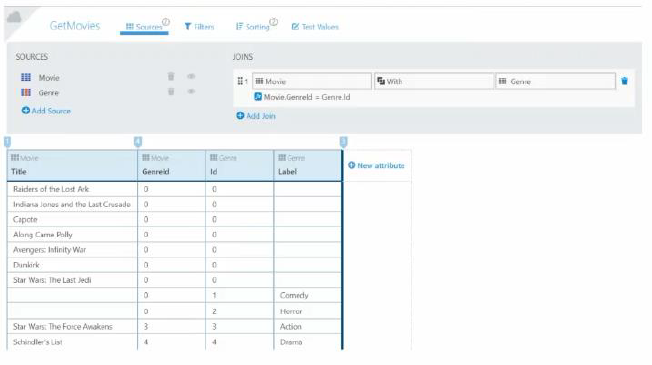 GetMovies Sources Filters Sorting Test Values
SOURCES JOINS
Movie
Genre
Add Source
1 Movie With Genre
Movie.GenreId = Genre.Id
Add Join
1 4 3
Movie Movie Genre Genre
Title GenreId Id Label New attribute
Raiders of the Lost Ark 0 0
Indiana Jones and the Last Crusade 0 0
Capote 0 0
Along Came Polly 0 0
Avengers: Infinity War 0 0
Dunkirk 0 0
Star Wars: The Last Jedi 0 0
0 1 Comedy
0 2 Horror
Star Wars: The Force Awakens 3 3 Action
Schindler's List 4 4 Drama